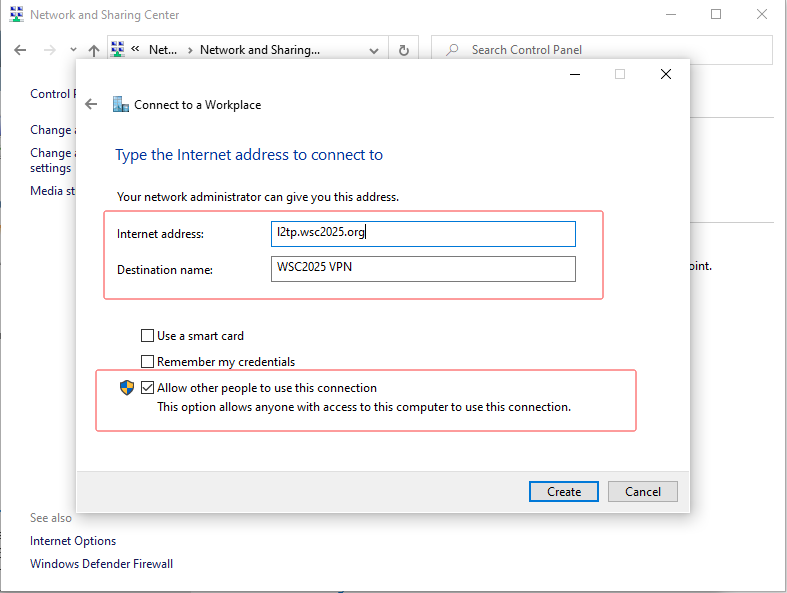 Network and Sharing Center
« Net... > Network and Sharing...
Search Control Panel
Control
Change
Change
settings
Media st
Connect to a Workplace
Type the Internet address to connect to
Your network administrator can give you this address.
Internet address: l2tp.wsc2025.org
Destination name: WSC2025 VPN
Use a smart card
Remember my credentials
Allow other people to use this connection
This option allows anyone with access to this computer to use this connection.
oint.
Create Cancel
See also
Internet Options
Windows Defender Firewall